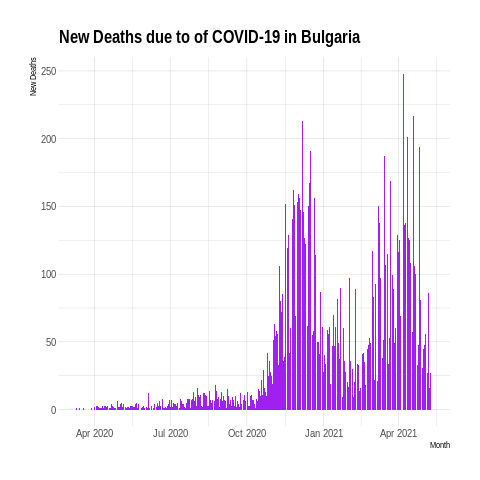 New Deaths due to of COVID-19 in Bulgaria
New Deaths
250
200
150
100
50
0
Apr 2020 Jul 2020 Oct 2020 Jan 2021 Apr 2021
Month